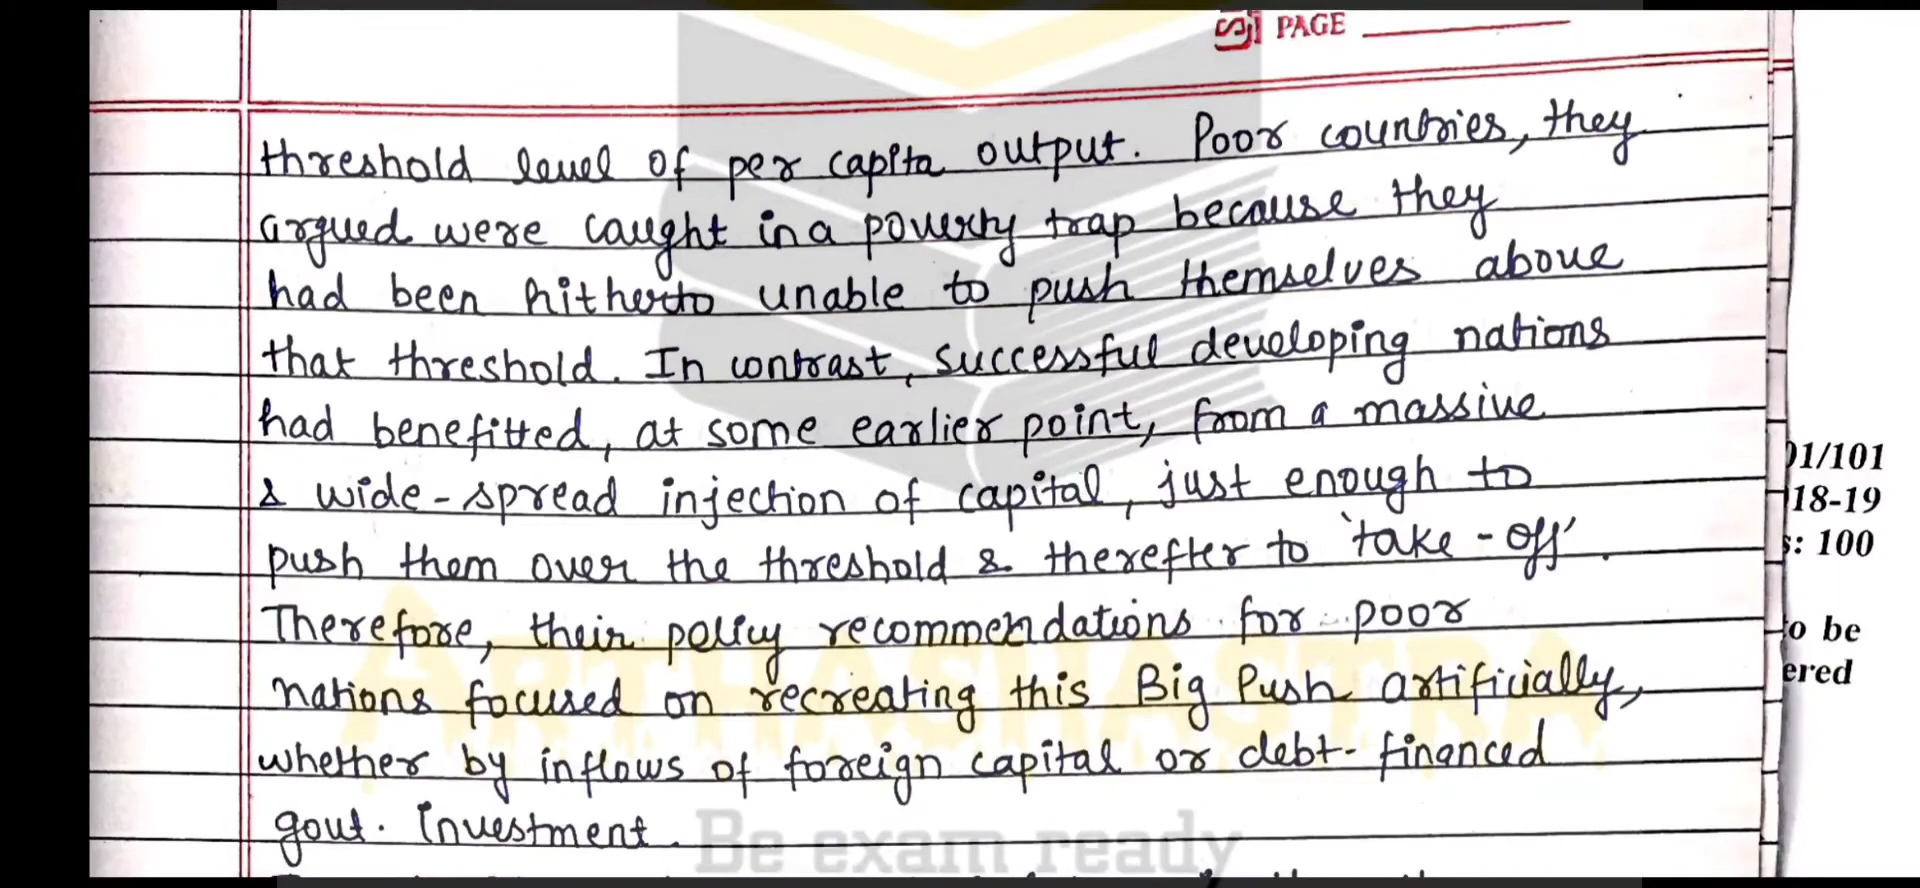 PAGE
threshold level of per capita output. Poor countries, they
argued were caught in a poverty trap because they
had been hitherto unable to push themselves above
that threshold. In contrast, successful developing nations
had benefitted, at some earlier point, from a massive
& wide-spread injection of capital, just enough to
push them over the threshold & therefter to 'take-off'.
Therefore, their policy recommendations for poor
nations focused on recreating this Big Push artificially,
whether by inflows of foreign capital or debt-financed
govt. investment.
01/101
18-19
: 100
o be
ered
ARTHASHASTRA
Be exam ready